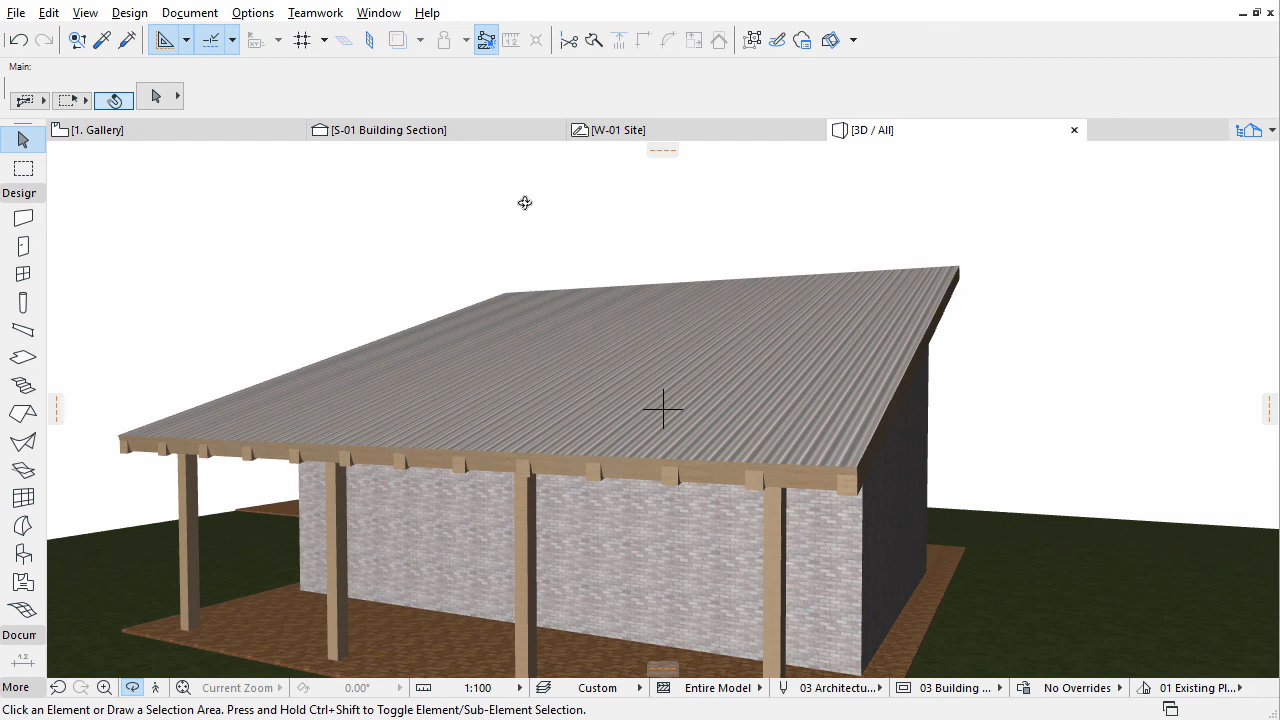 File Edit View Design Document Options Teamwork Window Help
Main:
[1. Gallery] [S-01 Building Section] [W-01 Site] [3D / All]
Design
Docum
1.2
More Current Zoom 0.00° 1:100 Custom Entire Model 03 Architectu... 03 Building ... No Overrides 01 Existing Pl...
Click an Element or Draw a Selection Area. Press and Hold Ctrl+Shift to Toggle Element/Sub-Element Selection.